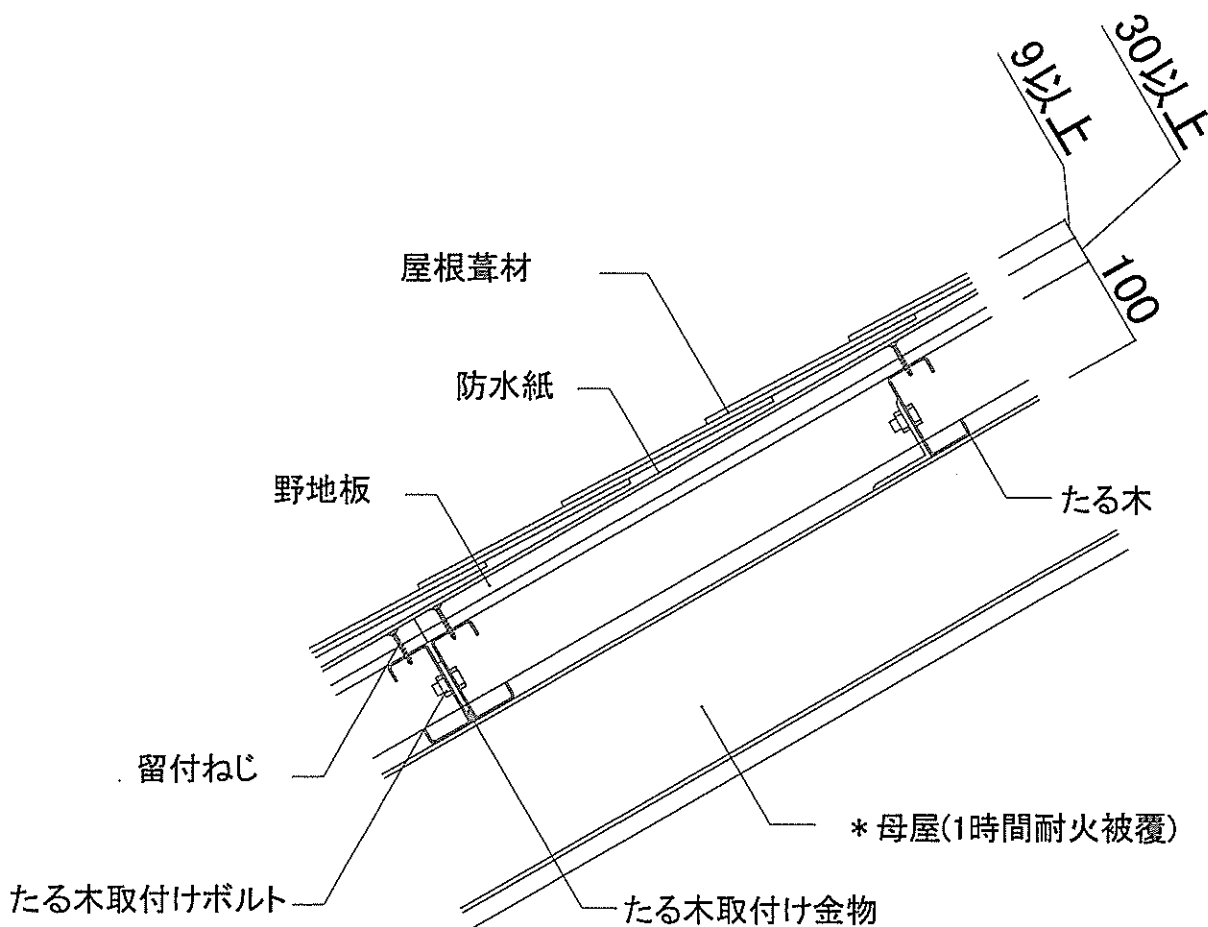 30以上
9以上
100
屋根葺材
防水紙
野地板
たる木
留付ねじ
*母屋(1時間耐火被覆)
たる木取付けボルト
たる木取付け金物